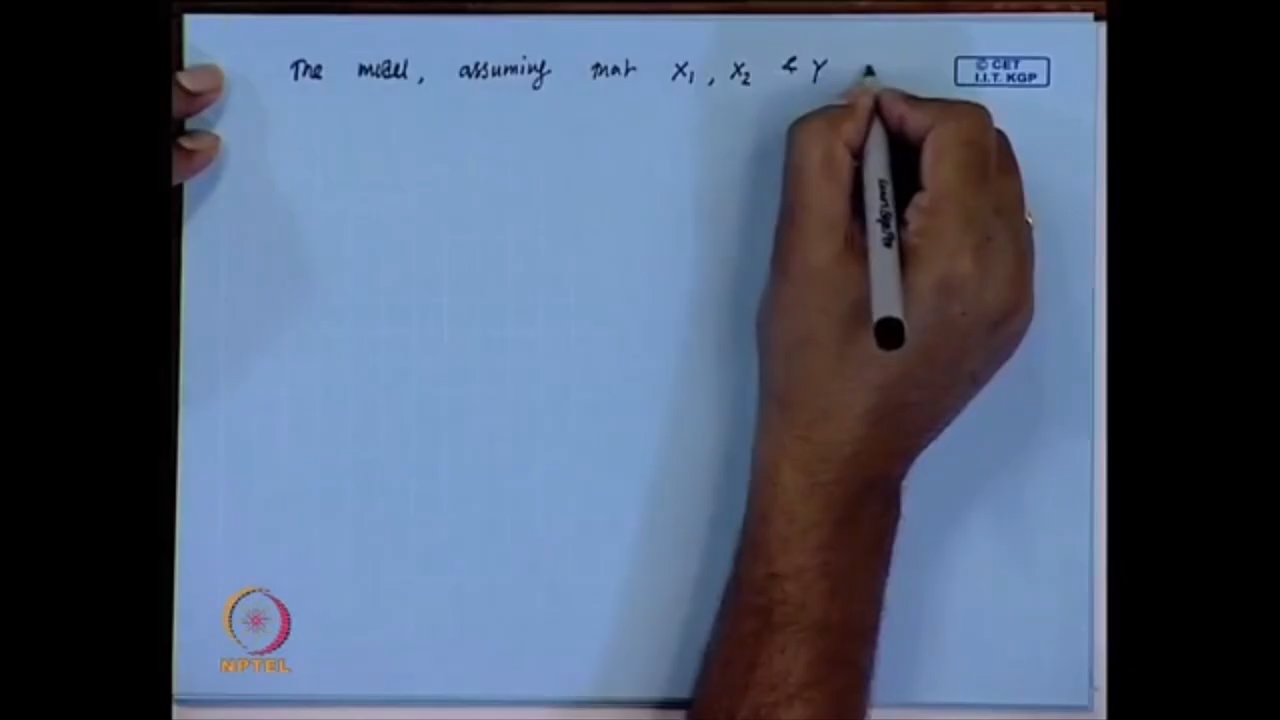 The model, assuming that X₁, X₂ & Y
© CET
I.I.T. KGP
NPTEL